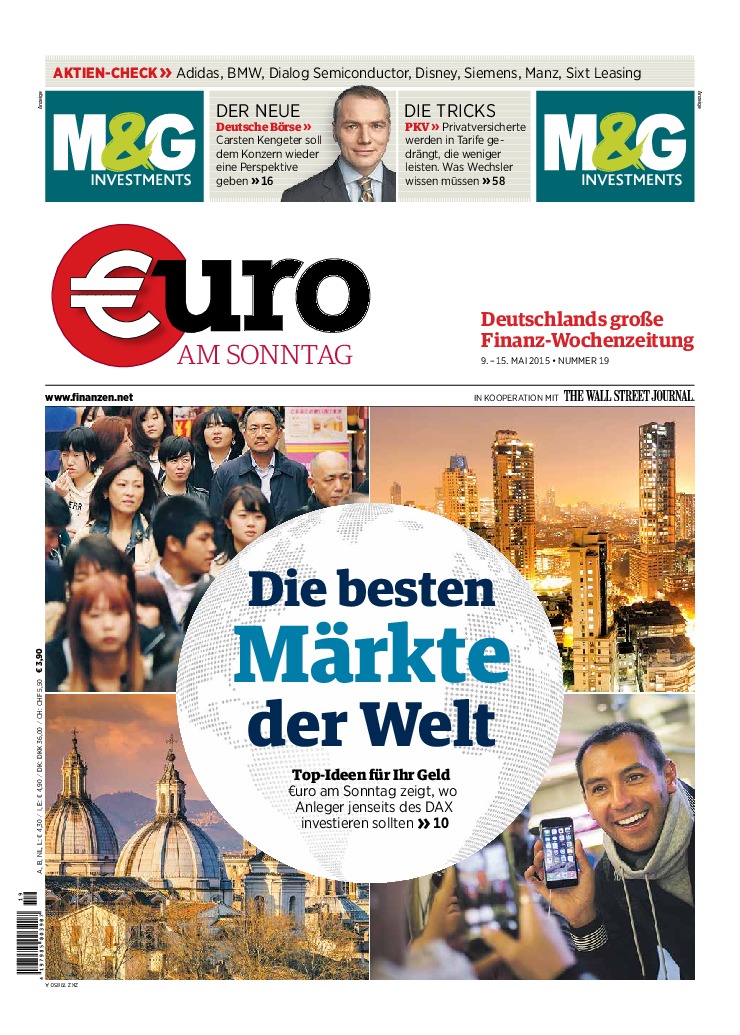 AKTIEN-CHECK » Adidas, BMW, Dialog Semiconductor, Disney, Siemens, Manz, Sixt Leasing
Anzeige
M&G
INVESTMENTS
DER NEUE
Deutsche Börse »
Carsten Kengeter soll
dem Konzern wieder
eine Perspektive
geben » 16
DIE TRICKS
PKV » Privatversicherte
werden in Tarife ge-
drängt, die weniger
leisten. Was Wechsler
wissen müssen » 58
M&G
INVESTMENTS
Anzeige
€uro
AM SONNTAG
Deutschlands große
Finanz-Wochenzeitung
9. – 15. MAI 2015 • NUMMER 19
www.finanzen.net
IN KOOPERATION MIT THE WALL STREET JOURNAL.
Die besten
Märkte
der Welt
Top-Ideen für Ihr Geld
€uro am Sonntag zeigt, wo
Anleger jenseits des DAX
investieren sollten » 10
A, B, NL, L: € 4,30 / I, E: € 4,90 / DK: DKK 36,00 / CH: CHF 5,50 € 3,90
19
ZKZ 19850 A